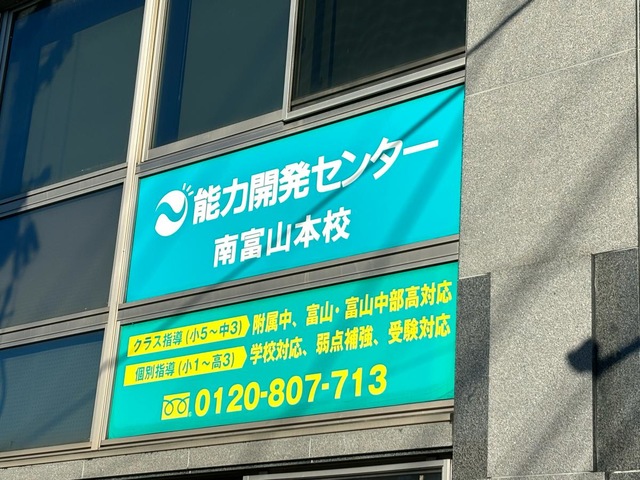 能力開発センター
南富山本校
クラス指導(小5～中3) 附属中、富山・富山中部高対応
個別指導(小1～高3) 学校対応、弱点補強、受験対応
0120-807-713